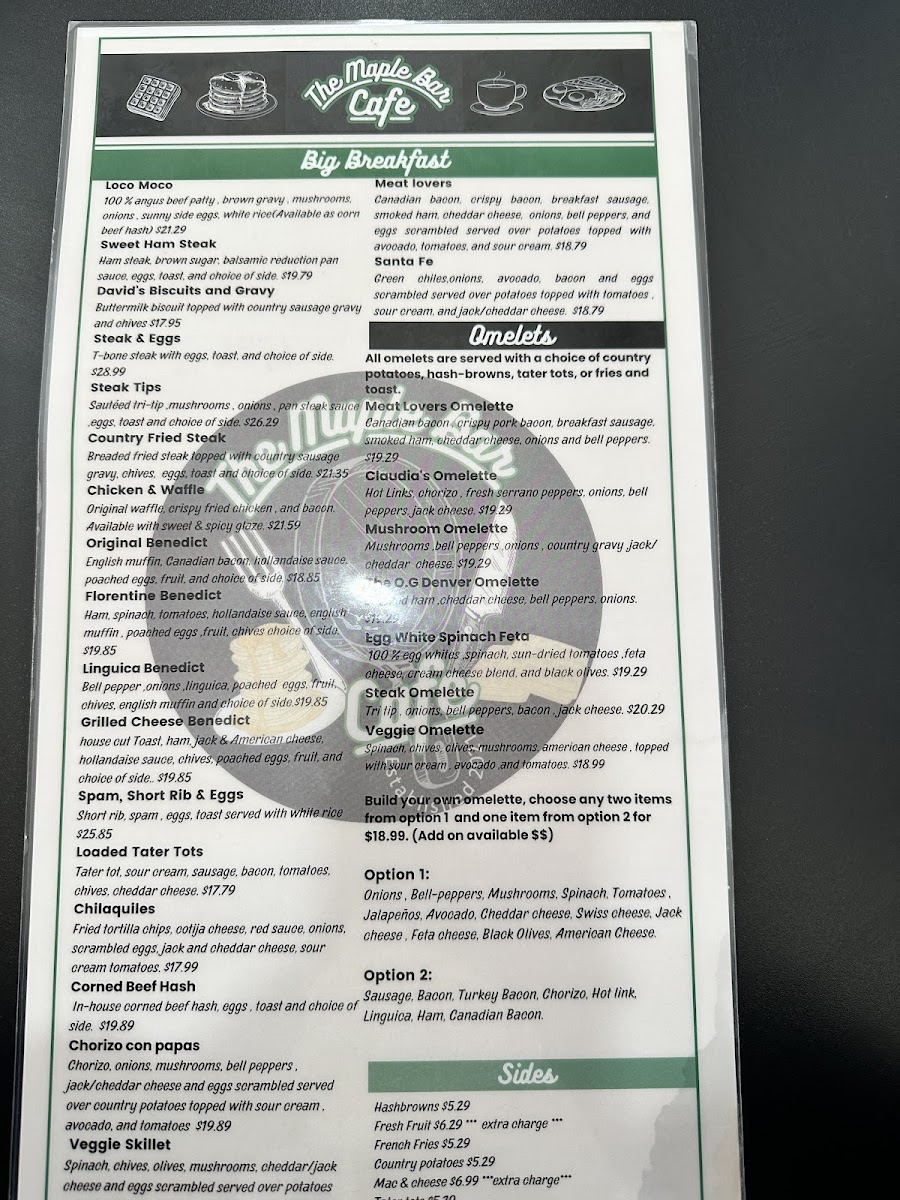 The Maple Bar
Cafe
Big Breakfast
Loco Moco
100 % angus beef patty , brown gravy , mushrooms,
onions , sunny side eggs, white rice(Available as corn
beef hash) $21.29
Sweet Ham Steak
Ham steak, brown sugar, balsamic reduction pan
sauce, eggs, toast, and choice of side. $19.79
David's Biscuits and Gravy
Buttermilk biscuit topped with country sausage gravy
and chives $17.95
Steak & Eggs
T-bone steak with eggs, toast, and choice of side.
$28.99
Steak Tips
Sautéed tri-tip ,mushrooms , onions , pan steak sauce
,eggs, toast and choice of side. $26.29
Country Fried Steak
Breaded fried steak topped with country sausage
gravy, chives, eggs, toast and choice of side. $21.35
Chicken & Waffle
Original waffle, crispy fried chicken , and bacon.
Available with sweet & spicy glaze. $21.59
Original Benedict
English muffin, Canadian bacon, hollandaise sauce,
poached eggs, fruit, and choice of side. $18.85
Florentine Benedict
Ham, spinach, tomatoes, hollandaise sauce, english
muffin , poached eggs ,fruit, chives choice of side.
$19.85
Linguica Benedict
Bell pepper ,onions ,linguica, poached eggs, fruit,
chives, english muffin and choice of side.$19.85
Grilled Cheese Benedict
house cut Toast, ham, jack & American cheese,
hollandaise sauce, chives, poached eggs, fruit, and
choice of side.. $19.85
Spam, Short Rib & Eggs
Short rib, spam , eggs, toast served with white rice
$25.85
Loaded Tater Tots
Tater tot, sour cream, sausage, bacon, tomatoes,
chives, cheddar cheese. $17.79
Chilaquiles
Fried tortilla chips, cotija cheese, red sauce, onions,
scrambled eggs, jack and cheddar cheese, sour
cream tomatoes. $17.99
Corned Beef Hash
In-house corned beef hash, eggs , toast and choice of
side. $19.89
Chorizo con papas
Chorizo, onions, mushrooms, bell peppers ,
jack/cheddar cheese and eggs scrambled served
over country potatoes topped with sour cream ,
avocado, and tomatoes $19.89
Veggie Skillet
Spinach, chives, olives, mushrooms, cheddar/jack
cheese and eggs scrambled served over potatoes
Meat lovers
Canadian bacon, crispy bacon, breakfast sausage,
smoked ham, cheddar cheese, onions, bell peppers, and
eggs scrambled served over potatoes topped with
avocado, tomatoes, and sour cream. $18.79
Santa Fe
Green chiles,onions, avocado, bacon and eggs
scrambled served over potatoes topped with tomatoes ,
sour cream, and jack/cheddar cheese. $18.79
Omelets
All omelets are served with a choice of country
potatoes, hash-browns, tater tots, or fries and
toast.
Meat Lovers Omelette
Canadian bacon , crispy pork bacon, breakfast sausage,
smoked ham, cheddar cheese, onions and bell peppers.
$19.29
Claudia's Omelette
Hot Links, chorizo , fresh serrano peppers, onions, bell
peppers, jack cheese. $19.29
Mushroom Omelette
Mushrooms ,bell peppers ,onions , country gravy ,jack/
cheddar cheese. $19.29
The O.G Denver Omelette
ham ,cheddar cheese, bell peppers, onions.
Egg White Spinach Feta
100 % egg whites ,spinach, sun-dried tomatoes ,feta
cheese, cream cheese blend, and black olives. $19.29
Steak Omelette
Tri tip , onions, bell peppers, bacon , jack cheese. $20.29
Veggie Omelette
Spinach, chives, olives, mushrooms, american cheese , topped
with sour cream , avocado ,and tomatoes. $18.99
Build your own omelette, choose any two items
from option 1 and one item from option 2 for
$18.99. (Add on available $$)
Option 1:
Onions , Bell-peppers, Mushrooms, Spinach, Tomatoes ,
Jalapeños, Avocado, Cheddar cheese, Swiss cheese, Jack
cheese , Feta cheese, Black Olives, American Cheese.
Option 2:
Sausage, Bacon, Turkey Bacon, Chorizo, Hot link,
Linguica, Ham, Canadian Bacon.
Sides
Hashbrowns $5.29
Fresh Fruit $6.29 *** extra charge ***
French Fries $5.29
Country potatoes $5.29
Mac & cheese $6.99 ***extra charge***
The Maple Bar
Cafe